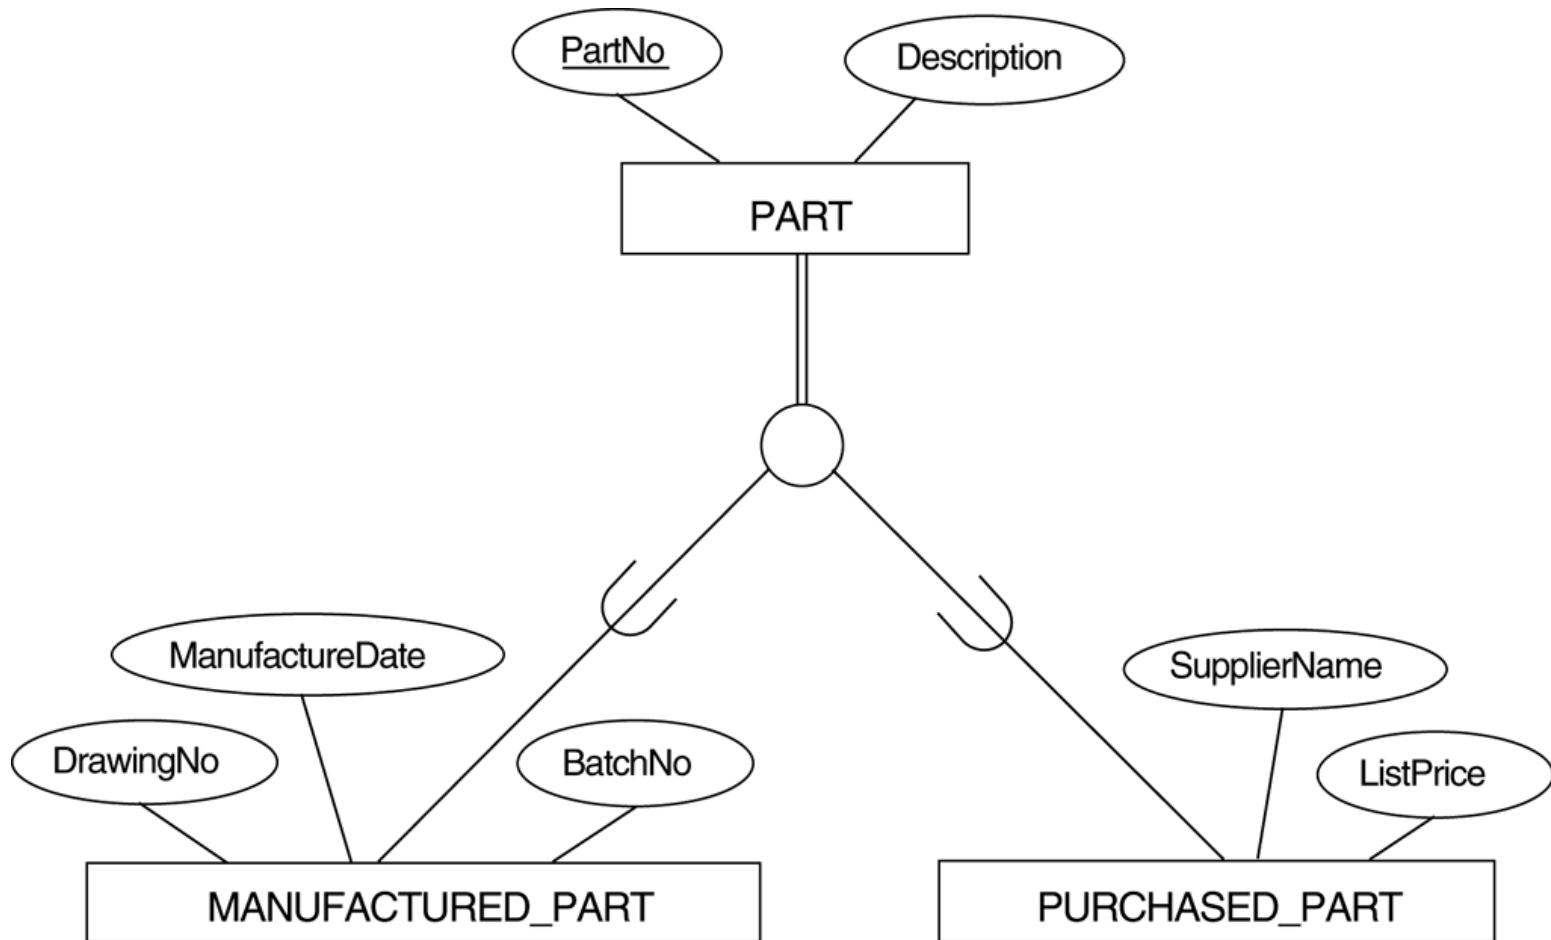 PartNo
Description
PART
ManufactureDate
SupplierName
DrawingNo
BatchNo
ListPrice
MANUFACTURED_PART
PURCHASED_PART